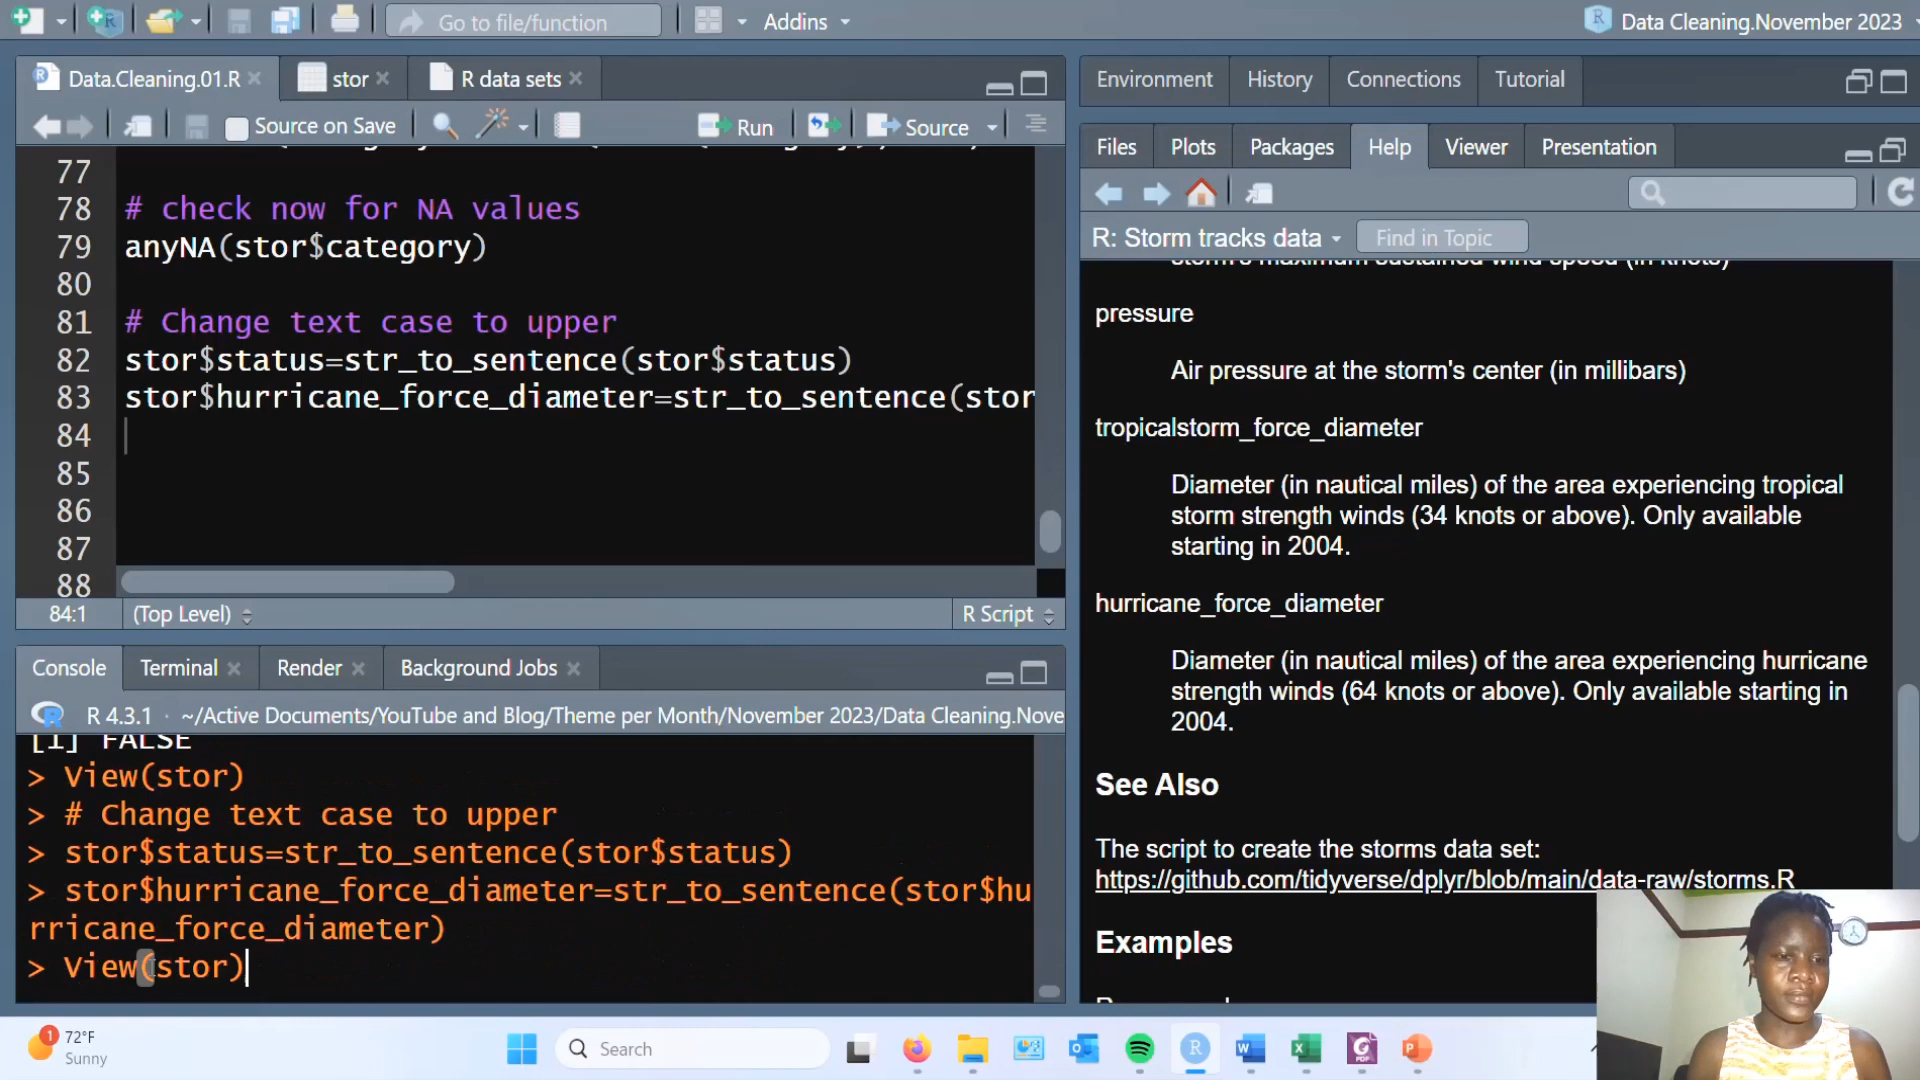 Go to file/function
Addins
Data Cleaning.November 2023
Data.Cleaning.01.R
stor
R data sets
Source on Save
Run
Source
77
78 # check now for NA values
79 anyNA(stor$category)
80
81 # Change text case to upper
82 stor$status=str_to_sentence(stor$status)
83 stor$hurricane_force_diameter=str_to_sentence(stor
84
85
86
87
88
84:1 (Top Level) R Script
Console Terminal Render Background Jobs
R 4.3.1 · ~/Active Documents/YouTube and Blog/Theme per Month/November 2023/Data Cleaning.Nove
[1] FALSE
> View(stor)
> # Change text case to upper
> stor$status=str_to_sentence(stor$status)
> stor$hurricane_force_diameter=str_to_sentence(stor$hu
rricane_force_diameter)
> View(stor)
Environment History Connections Tutorial
Files Plots Packages Help Viewer Presentation
R: Storm tracks data Find in Topic
storm's maximum sustained wind speed (in knots)
pressure
Air pressure at the storm's center (in millibars)
tropicalstorm_force_diameter
Diameter (in nautical miles) of the area experiencing tropical
storm strength winds (34 knots or above). Only available
starting in 2004.
hurricane_force_diameter
Diameter (in nautical miles) of the area experiencing hurricane
strength winds (64 knots or above). Only available starting in
2004.
See Also
The script to create the storms data set:
https://github.com/tidyverse/dplyr/blob/main/data-raw/storms.R
Examples
1
72°F
Sunny
Search